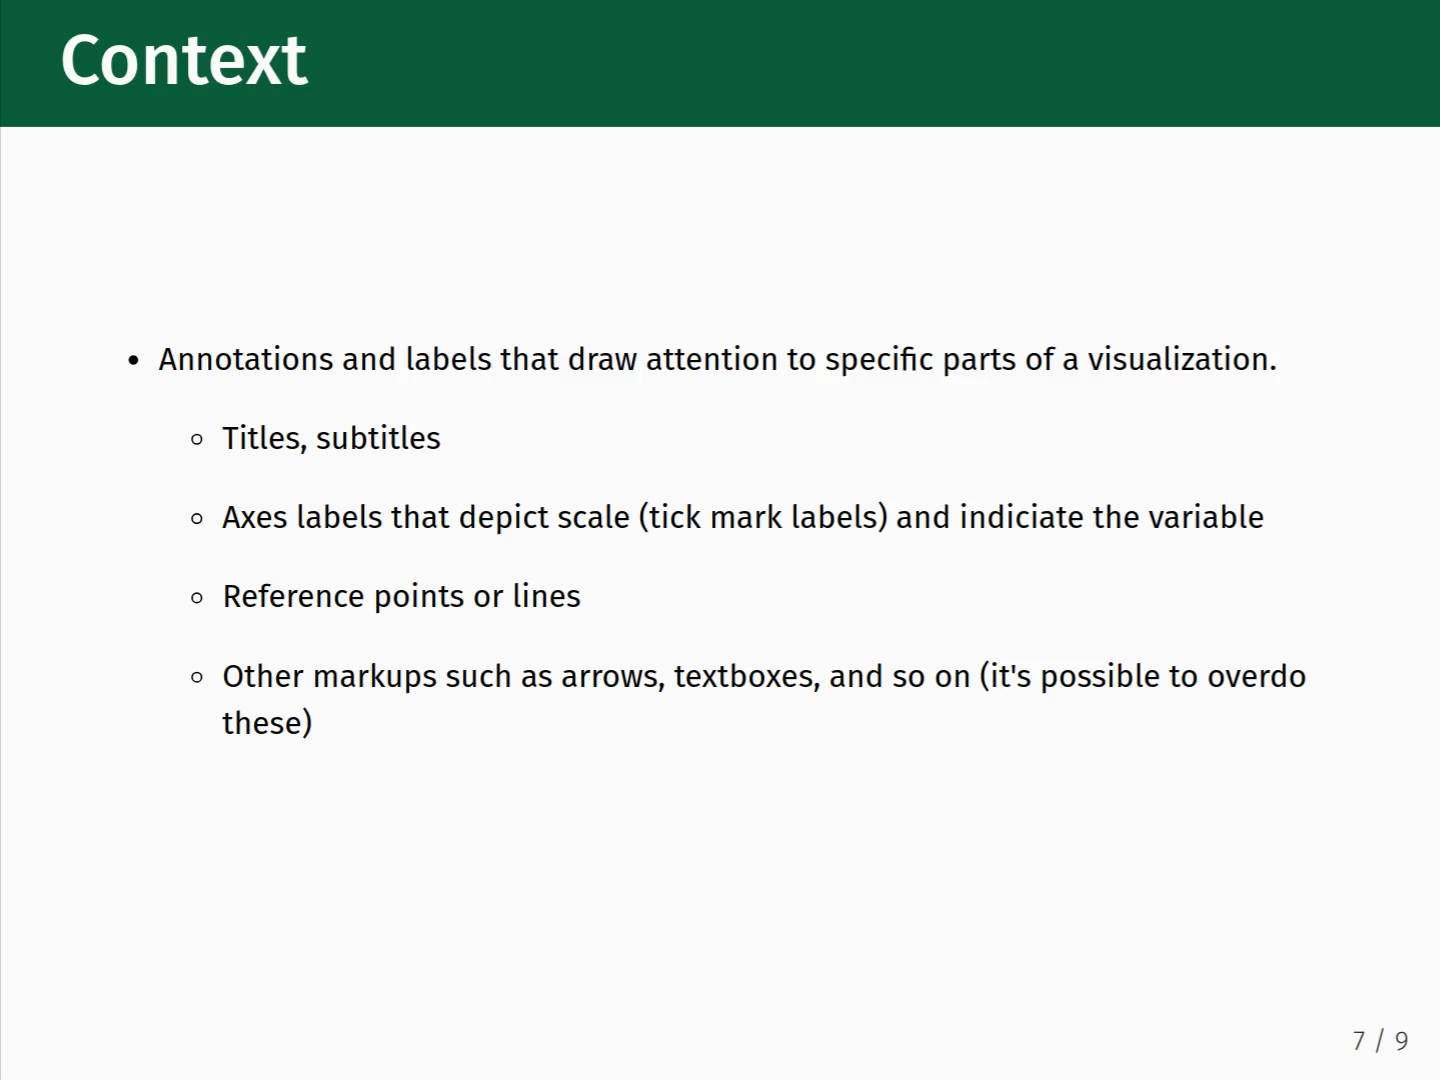 Context
• Annotations and labels that draw attention to specific parts of a visualization.
◦ Titles, subtitles
◦ Axes labels that depict scale (tick mark labels) and indiciate the variable
◦ Reference points or lines
◦ Other markups such as arrows, textboxes, and so on (it's possible to overdo
these)
7 / 9